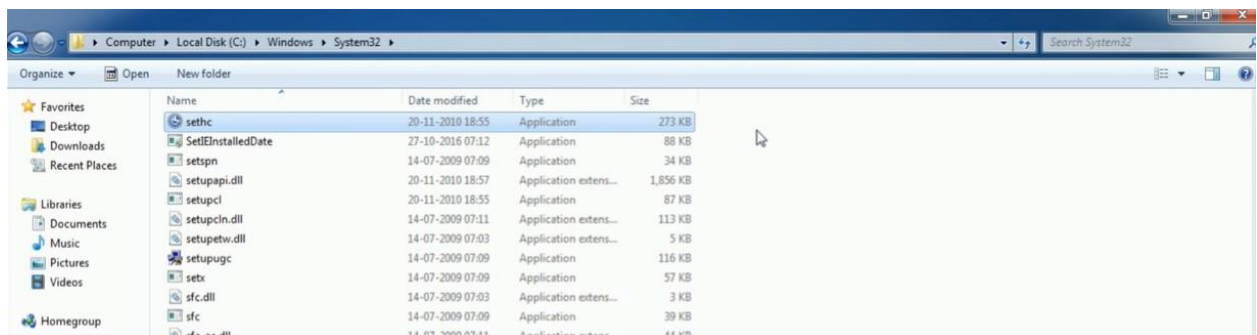 Computer Local Disk (C:) Windows System32 Search System32
Organize Open New folder
Favorites
Desktop
Downloads
Recent Places
Libraries
Documents
Music
Pictures
Videos
Homegroup
Name Date modified Type Size
sethc 20-11-2010 18:55 Application 273 KB
SetIEInstalledDate 27-10-2016 07:12 Application 88 KB
setspn 14-07-2009 07:09 Application 34 KB
setupapi.dll 20-11-2010 18:57 Application extens... 1,856 KB
setupcl 20-11-2010 18:55 Application 87 KB
setupcln.dll 14-07-2009 07:11 Application extens... 113 KB
setupetw.dll 14-07-2009 07:03 Application extens... 5 KB
setupugc 14-07-2009 07:09 Application 116 KB
setx 14-07-2009 07:09 Application 57 KB
sfc.dll 14-07-2009 07:03 Application extens... 3 KB
sfc 14-07-2009 07:09 Application 39 KB